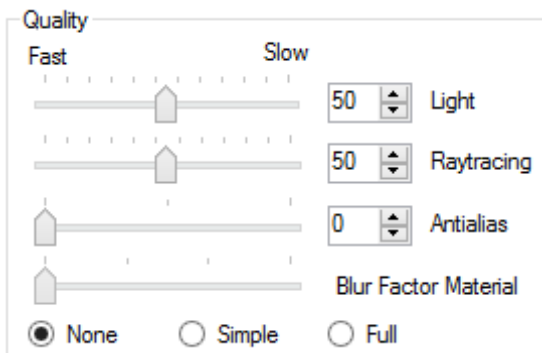 Quality
Fast Slow
50 Light
50 Raytracing
0 Antialias
Blur Factor Material
None Simple Full